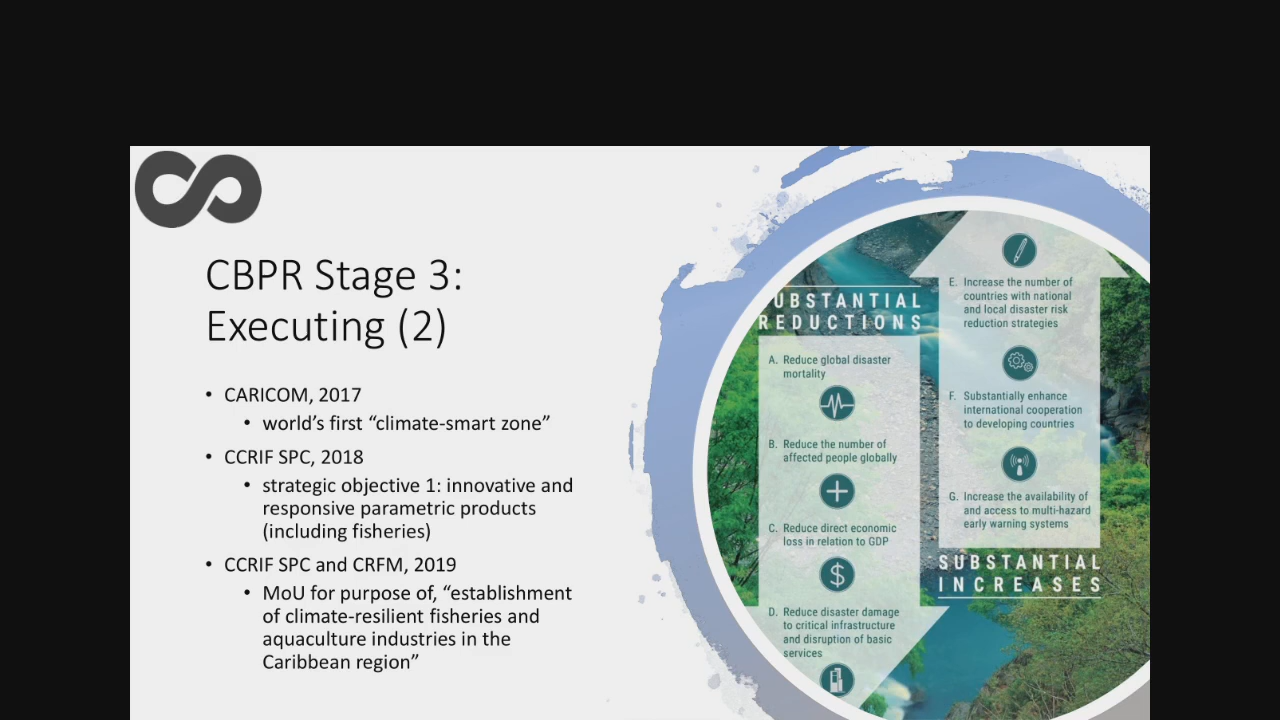 CBPR Stage 3:
Executing (2)
• CARICOM, 2017
• world's first “climate-smart zone”
• CCRIF SPC, 2018
• strategic objective 1: innovative and
responsive parametric products
(including fisheries)
• CCRIF SPC and CRFM, 2019
• MoU for purpose of, “establishment
of climate-resilient fisheries and
aquaculture industries in the
Caribbean region”
UBSTANTIAL
REDUCTIONS
A. Reduce global disaster
mortality
B. Reduce the number of
affected people globally
C. Reduce direct economic
loss in relation to GDP
$
D. Reduce disaster damage
to critical infrastructure
and disruption of basic
services
E. Increase the number of
countries with national
and local disaster risk
reduction strategies
F. Substantially enhance
international cooperation
to developing countries
G. Increase the availability of
and access to multi-hazard
early warning systems
SUBSTANTIAL
INCREASES